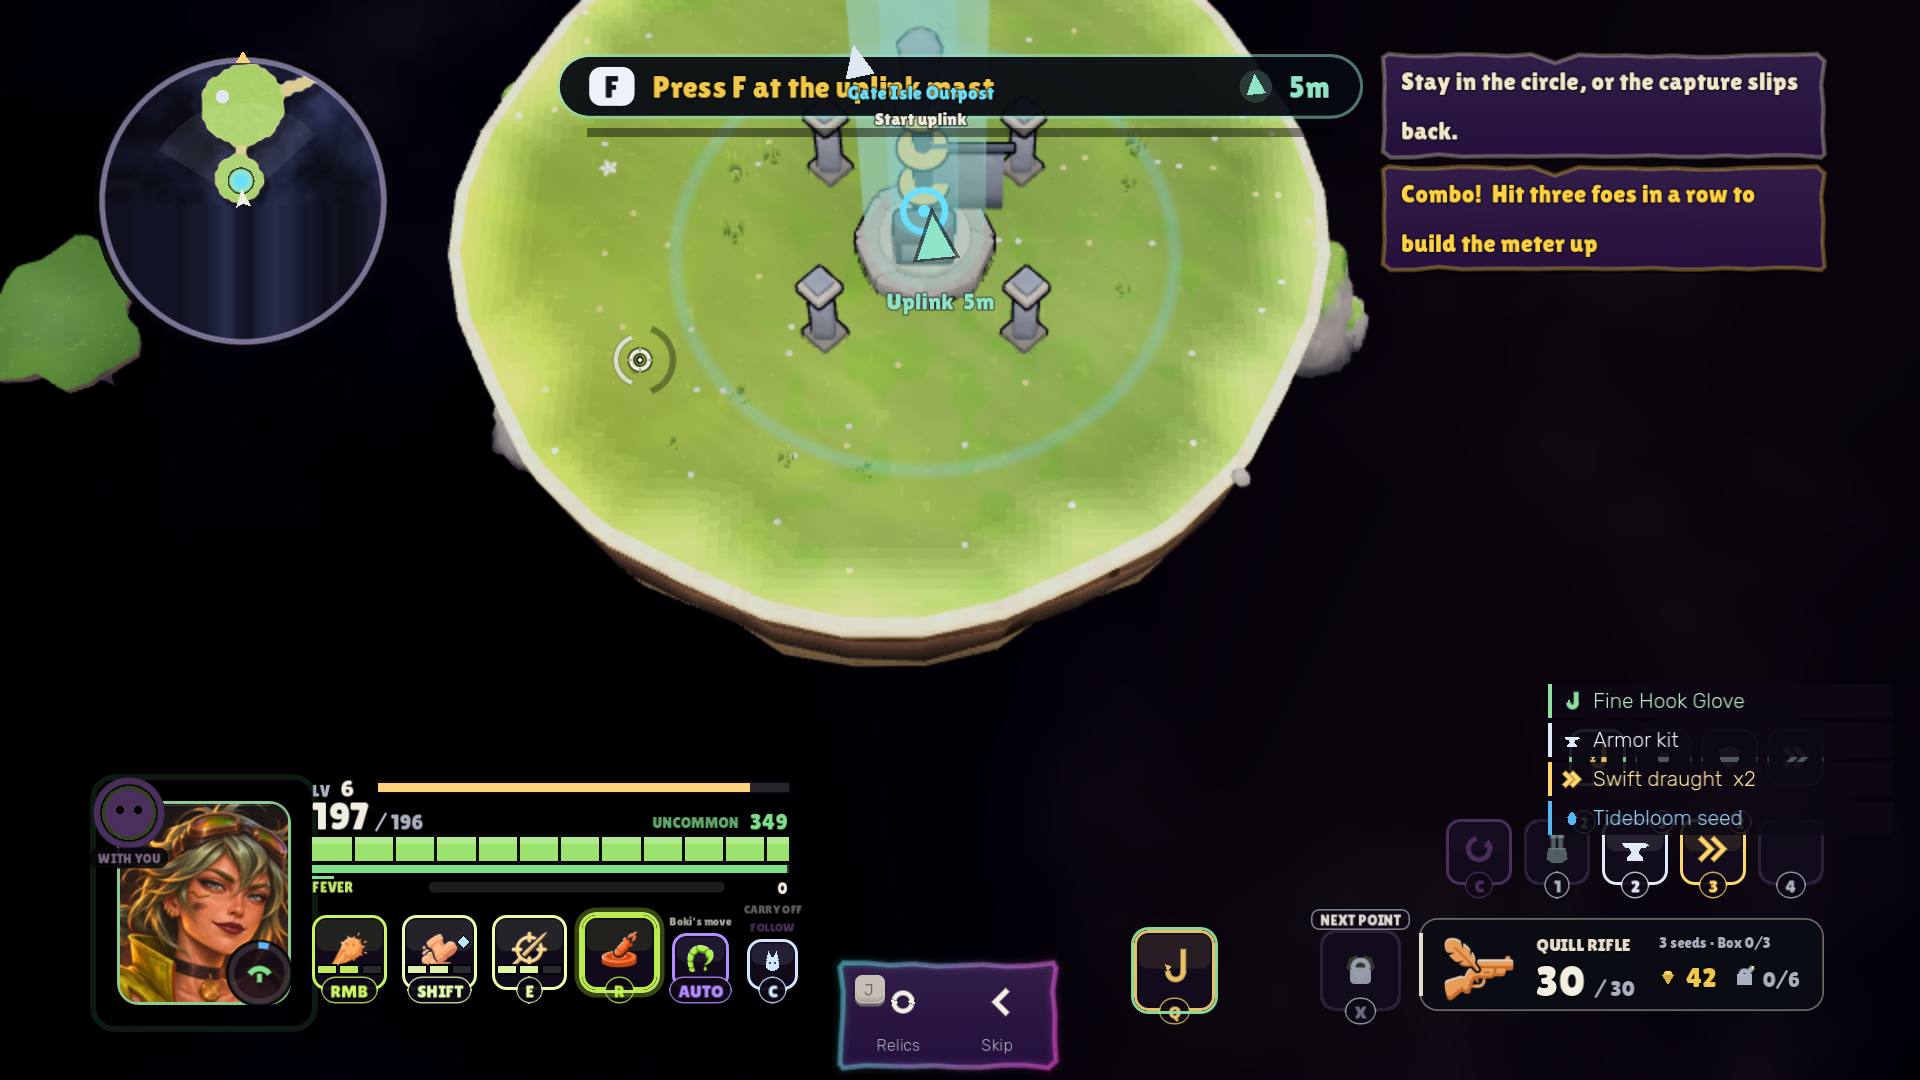 F Press F at the uplink mast 5m
Gate Isle Outpost
Start uplink
Stay in the circle, or the capture slips
back.
Combo! Hit three foes in a row to
build the meter up
Uplink 5m
Fine Hook Glove
Armor kit
Swift draught x2
Tidebloom seed
C 1 2 3 4
WITH YOU
LV 6
197 / 196 UNCOMMON 349
FEVER 0
RMB SHIFT E R
Boki's move
AUTO
CARRY OFF
FOLLOW
C
J
Relics Skip
Q
NEXT POINT
X
QUILL RIFLE 3 seeds · Box 0/3
30 / 30 42 0/6